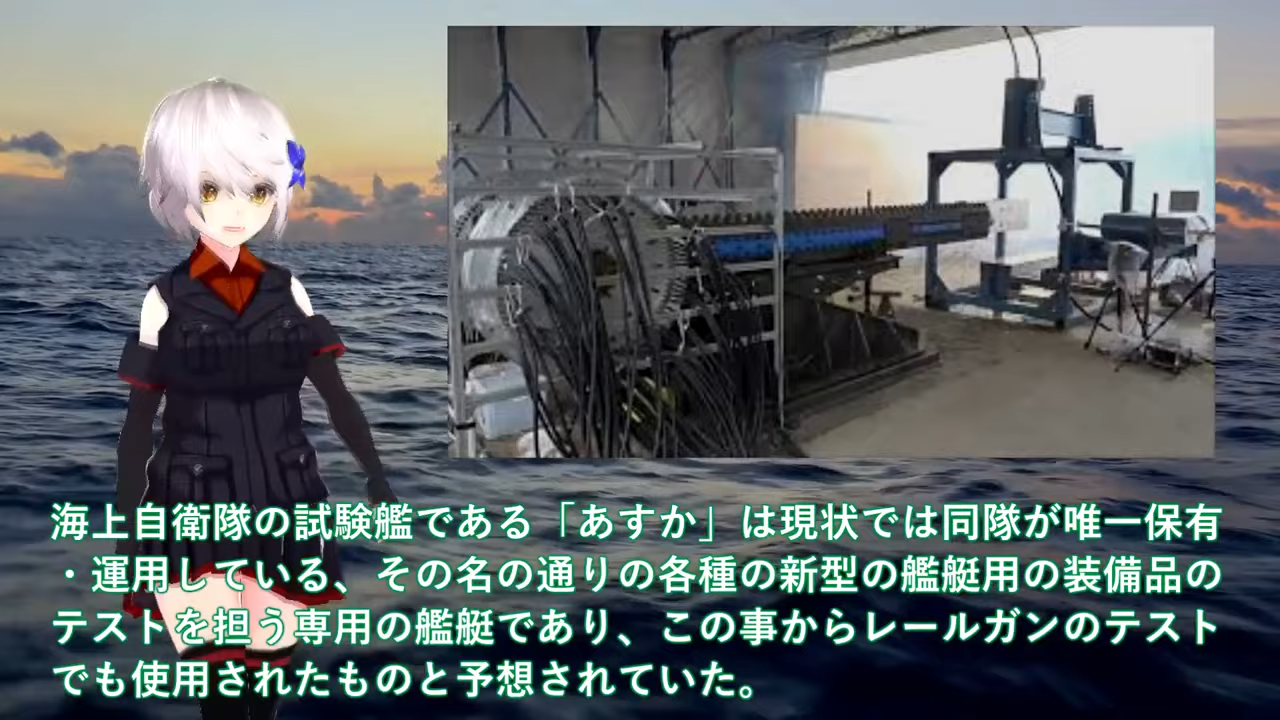 海上自衛隊の試験艦である「あすか」は現状では同隊が唯一保有
・運用している、その名の通りの各種の新型の艦艇用の装備品の
テストを担う専用の艦艇であり、この事からレールガンのテスト
でも使用されたものと予想されていた。